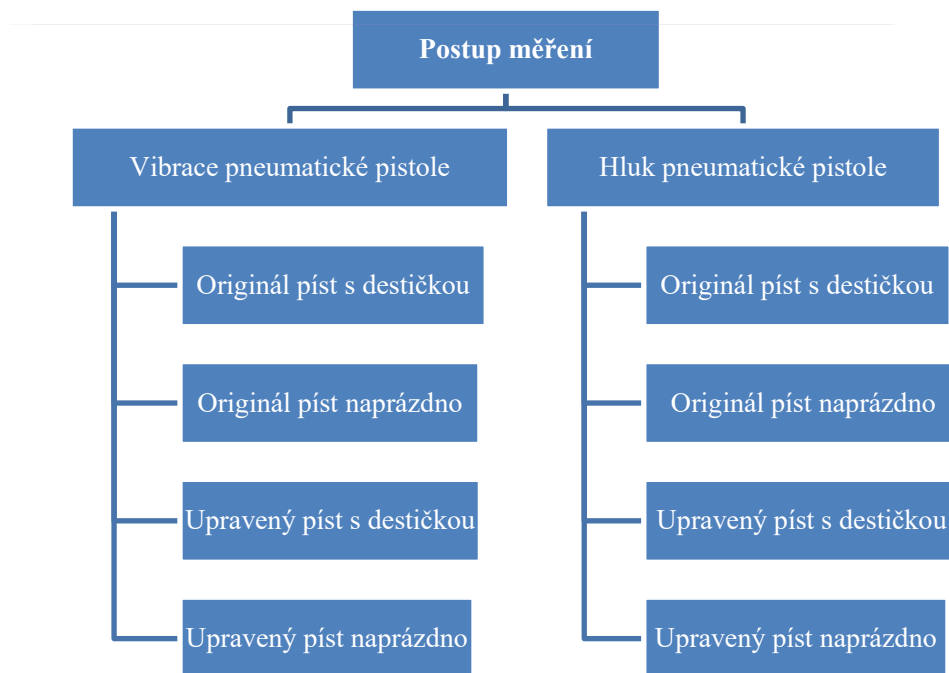 Postup měření
Vibrace pneumatické pistole
Originál píst s destičkou
Originál píst naprázdno
Upravený píst s destičkou
Upravený píst naprázdno
Hluk pneumatické pistole
Originál píst s destičkou
Originál píst naprázdno
Upravený píst s destičkou
Upravený píst naprázdno